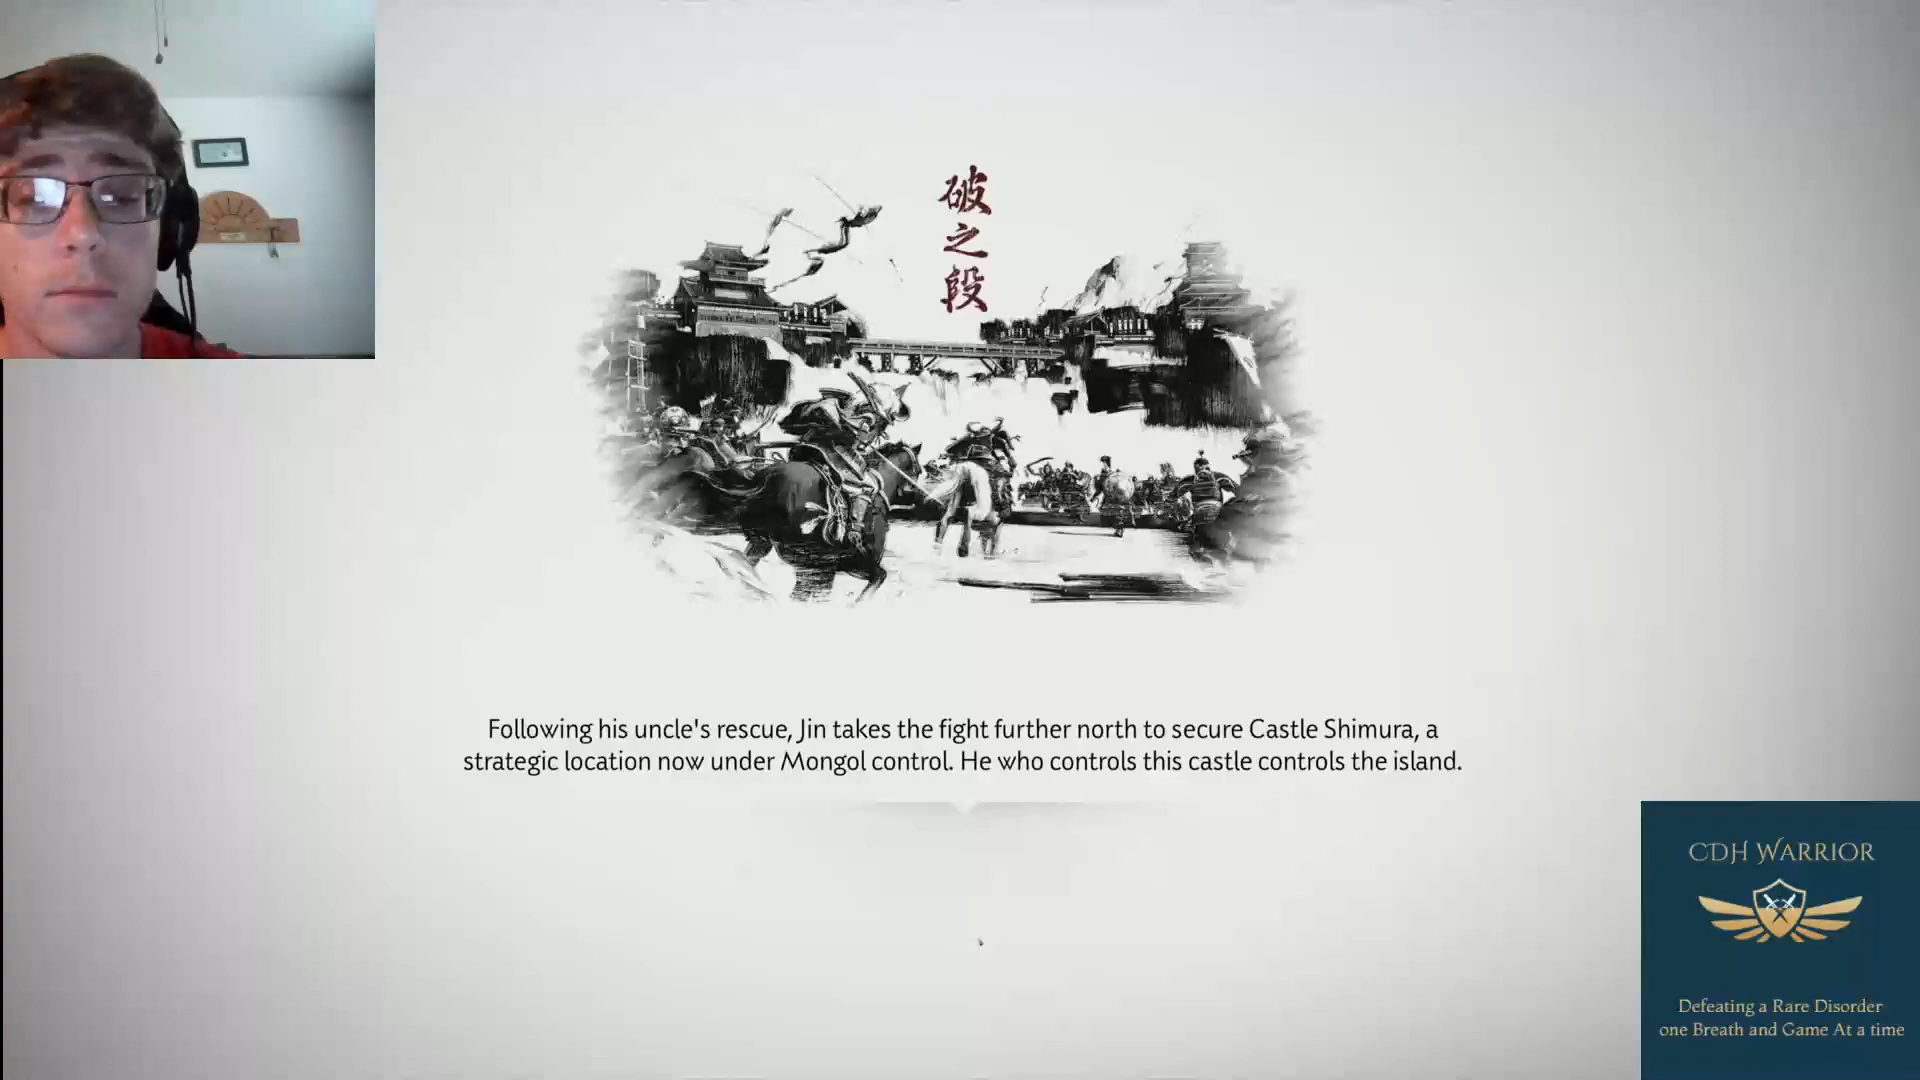 破之段
Following his uncle's rescue, Jin takes the fight further north to secure Castle Shimura, a
strategic location now under Mongol control. He who controls this castle controls the island.
CDH WARRIOR
Defeating a Rare Disorder
one Breath and Game At a time